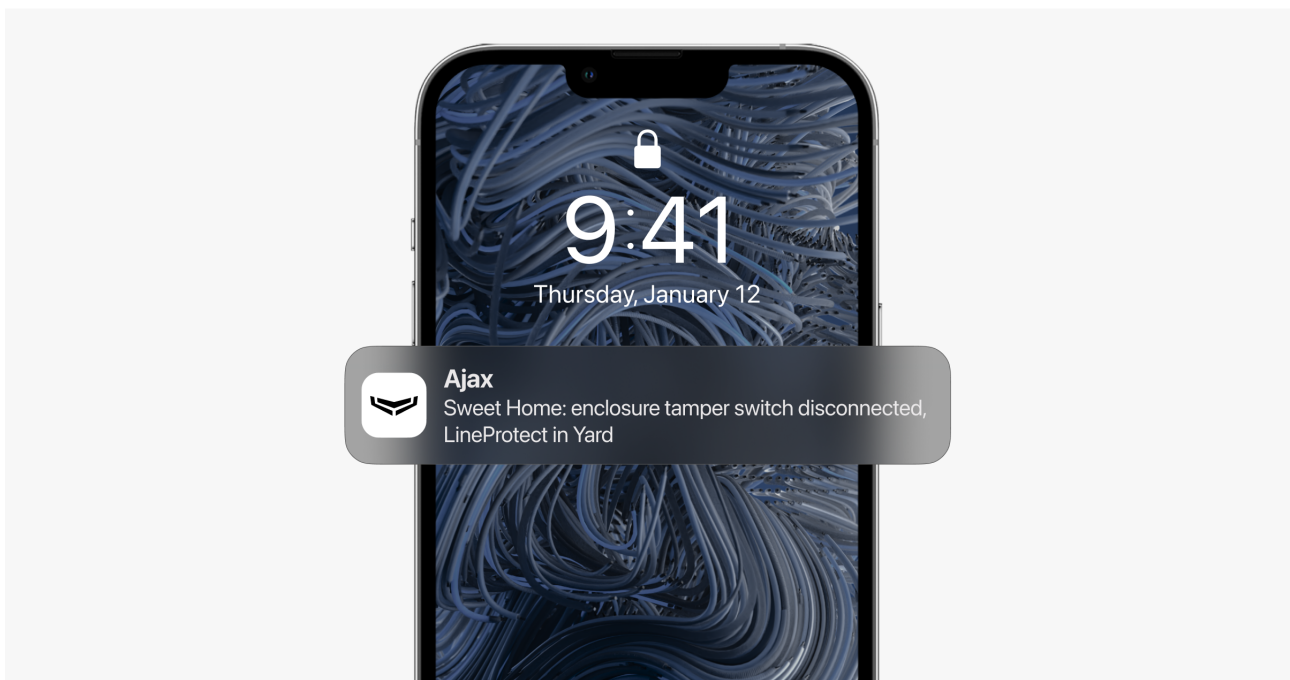 9:41
Thursday, January 12
Ajax
Sweet Home: enclosure tamper switch disconnected,
LineProtect in Yard